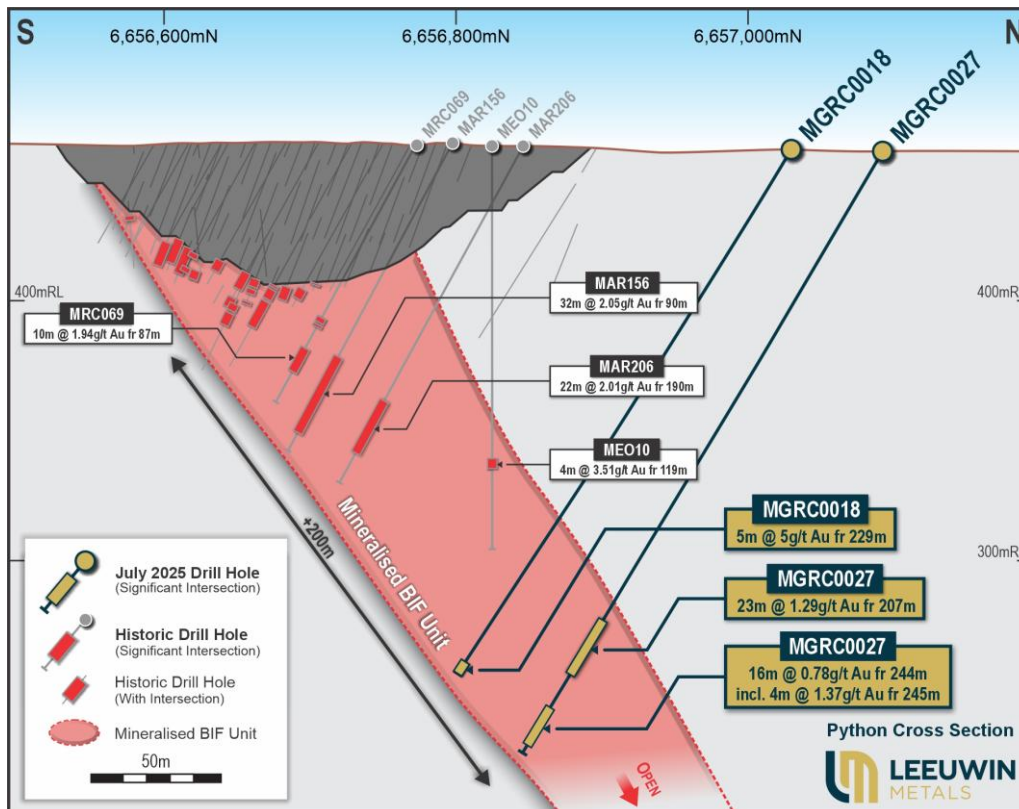 S
6,656,600mN
6,656,800mN
6,657,000mN
N
MRC069
MAR156
MEO10
MAR206
MGRC0018
MGRC0027
400mRL
400mRL
MRC069
10m @ 1.94g/t Au fr 87m
MAR156
32m @ 2.05g/t Au fr 90m
MAR206
22m @ 2.01g/t Au fr 190m
MEO10
4m @ 3.51g/t Au fr 119m
+200m
Mineralised BIF Unit
MGRC0018
5m @ 5g/t Au fr 229m
300mRL
MGRC0027
23m @ 1.29g/t Au fr 207m
MGRC0027
16m @ 0.78g/t Au fr 244m
incl. 4m @ 1.37g/t Au fr 245m
OPEN
July 2025 Drill Hole
(Significant Intersection)
Historic Drill Hole
(Significant Intersection)
Historic Drill Hole
(With Intersection)
Mineralised BIF Unit
50m
Python Cross Section
LEEUWIN
METALS